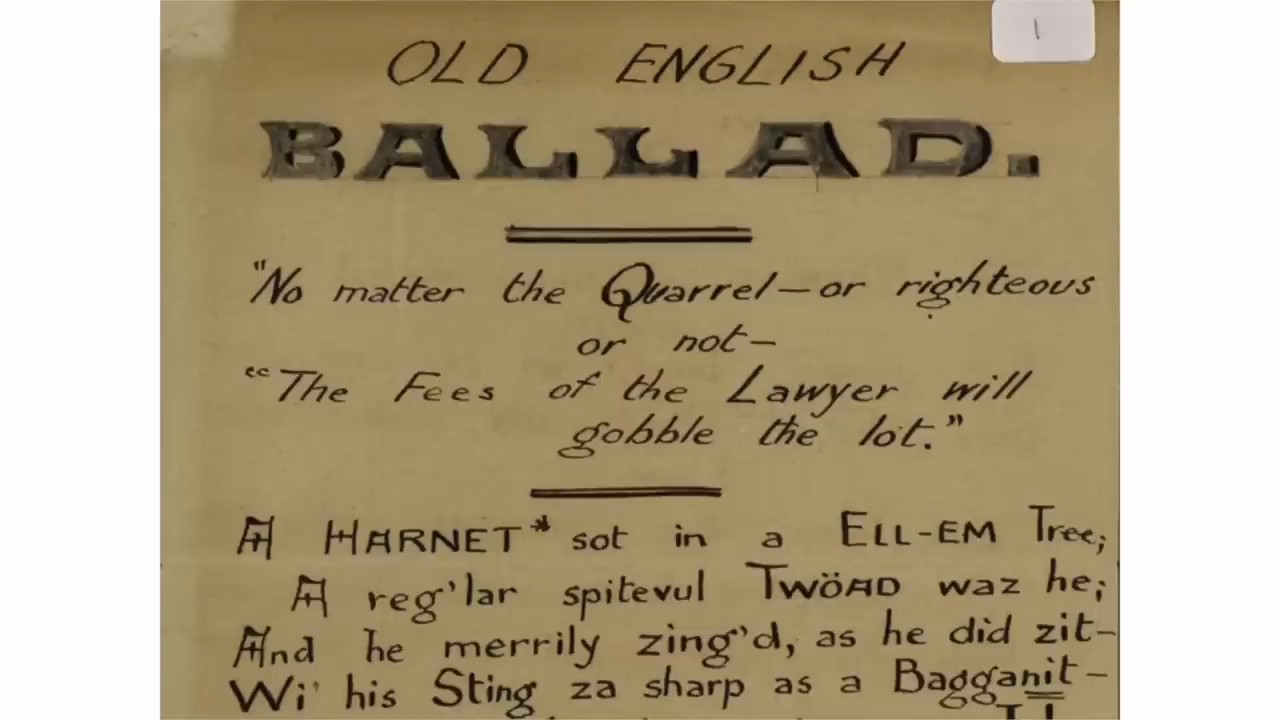 1
OLD ENGLISH
BALLAD.
"No matter the Quarrel—or righteous
or not—
"The Fees of the Lawyer will
gobble the lot."
A HARNET* sot in a ELL-EM Tree;
A reg'lar spitevul TWÖAD waz he;
And he merrily zing'd, as he did zit-
Wi' his Sting za sharp as a Bagganit-